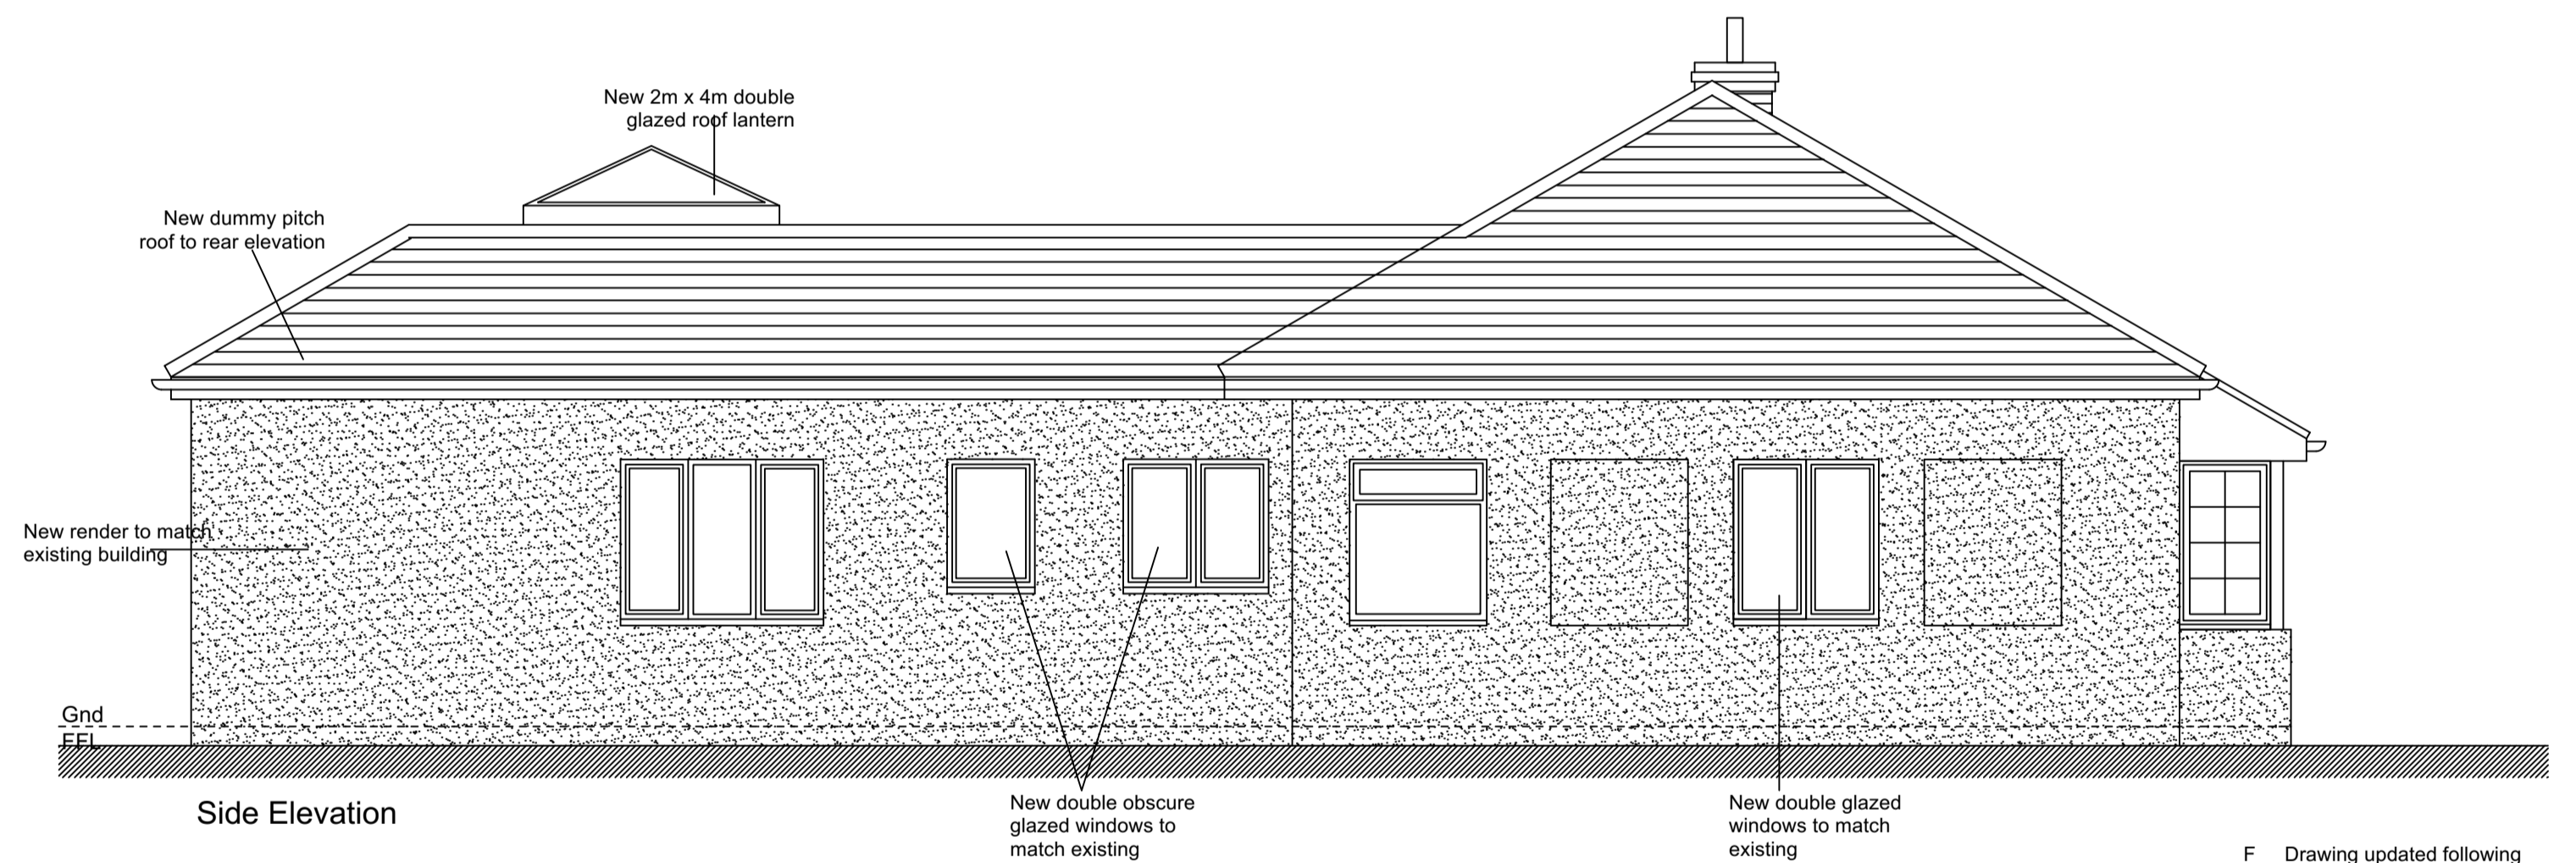 New 2m x 4m double
glazed roof lantern
New dummy pitch
roof to rear elevation
New render to match
existing building
Gnd
FFL
Side Elevation
New double obscure
glazed windows to
match existing
New double glazed
windows to match
existing
F Drawing updated following